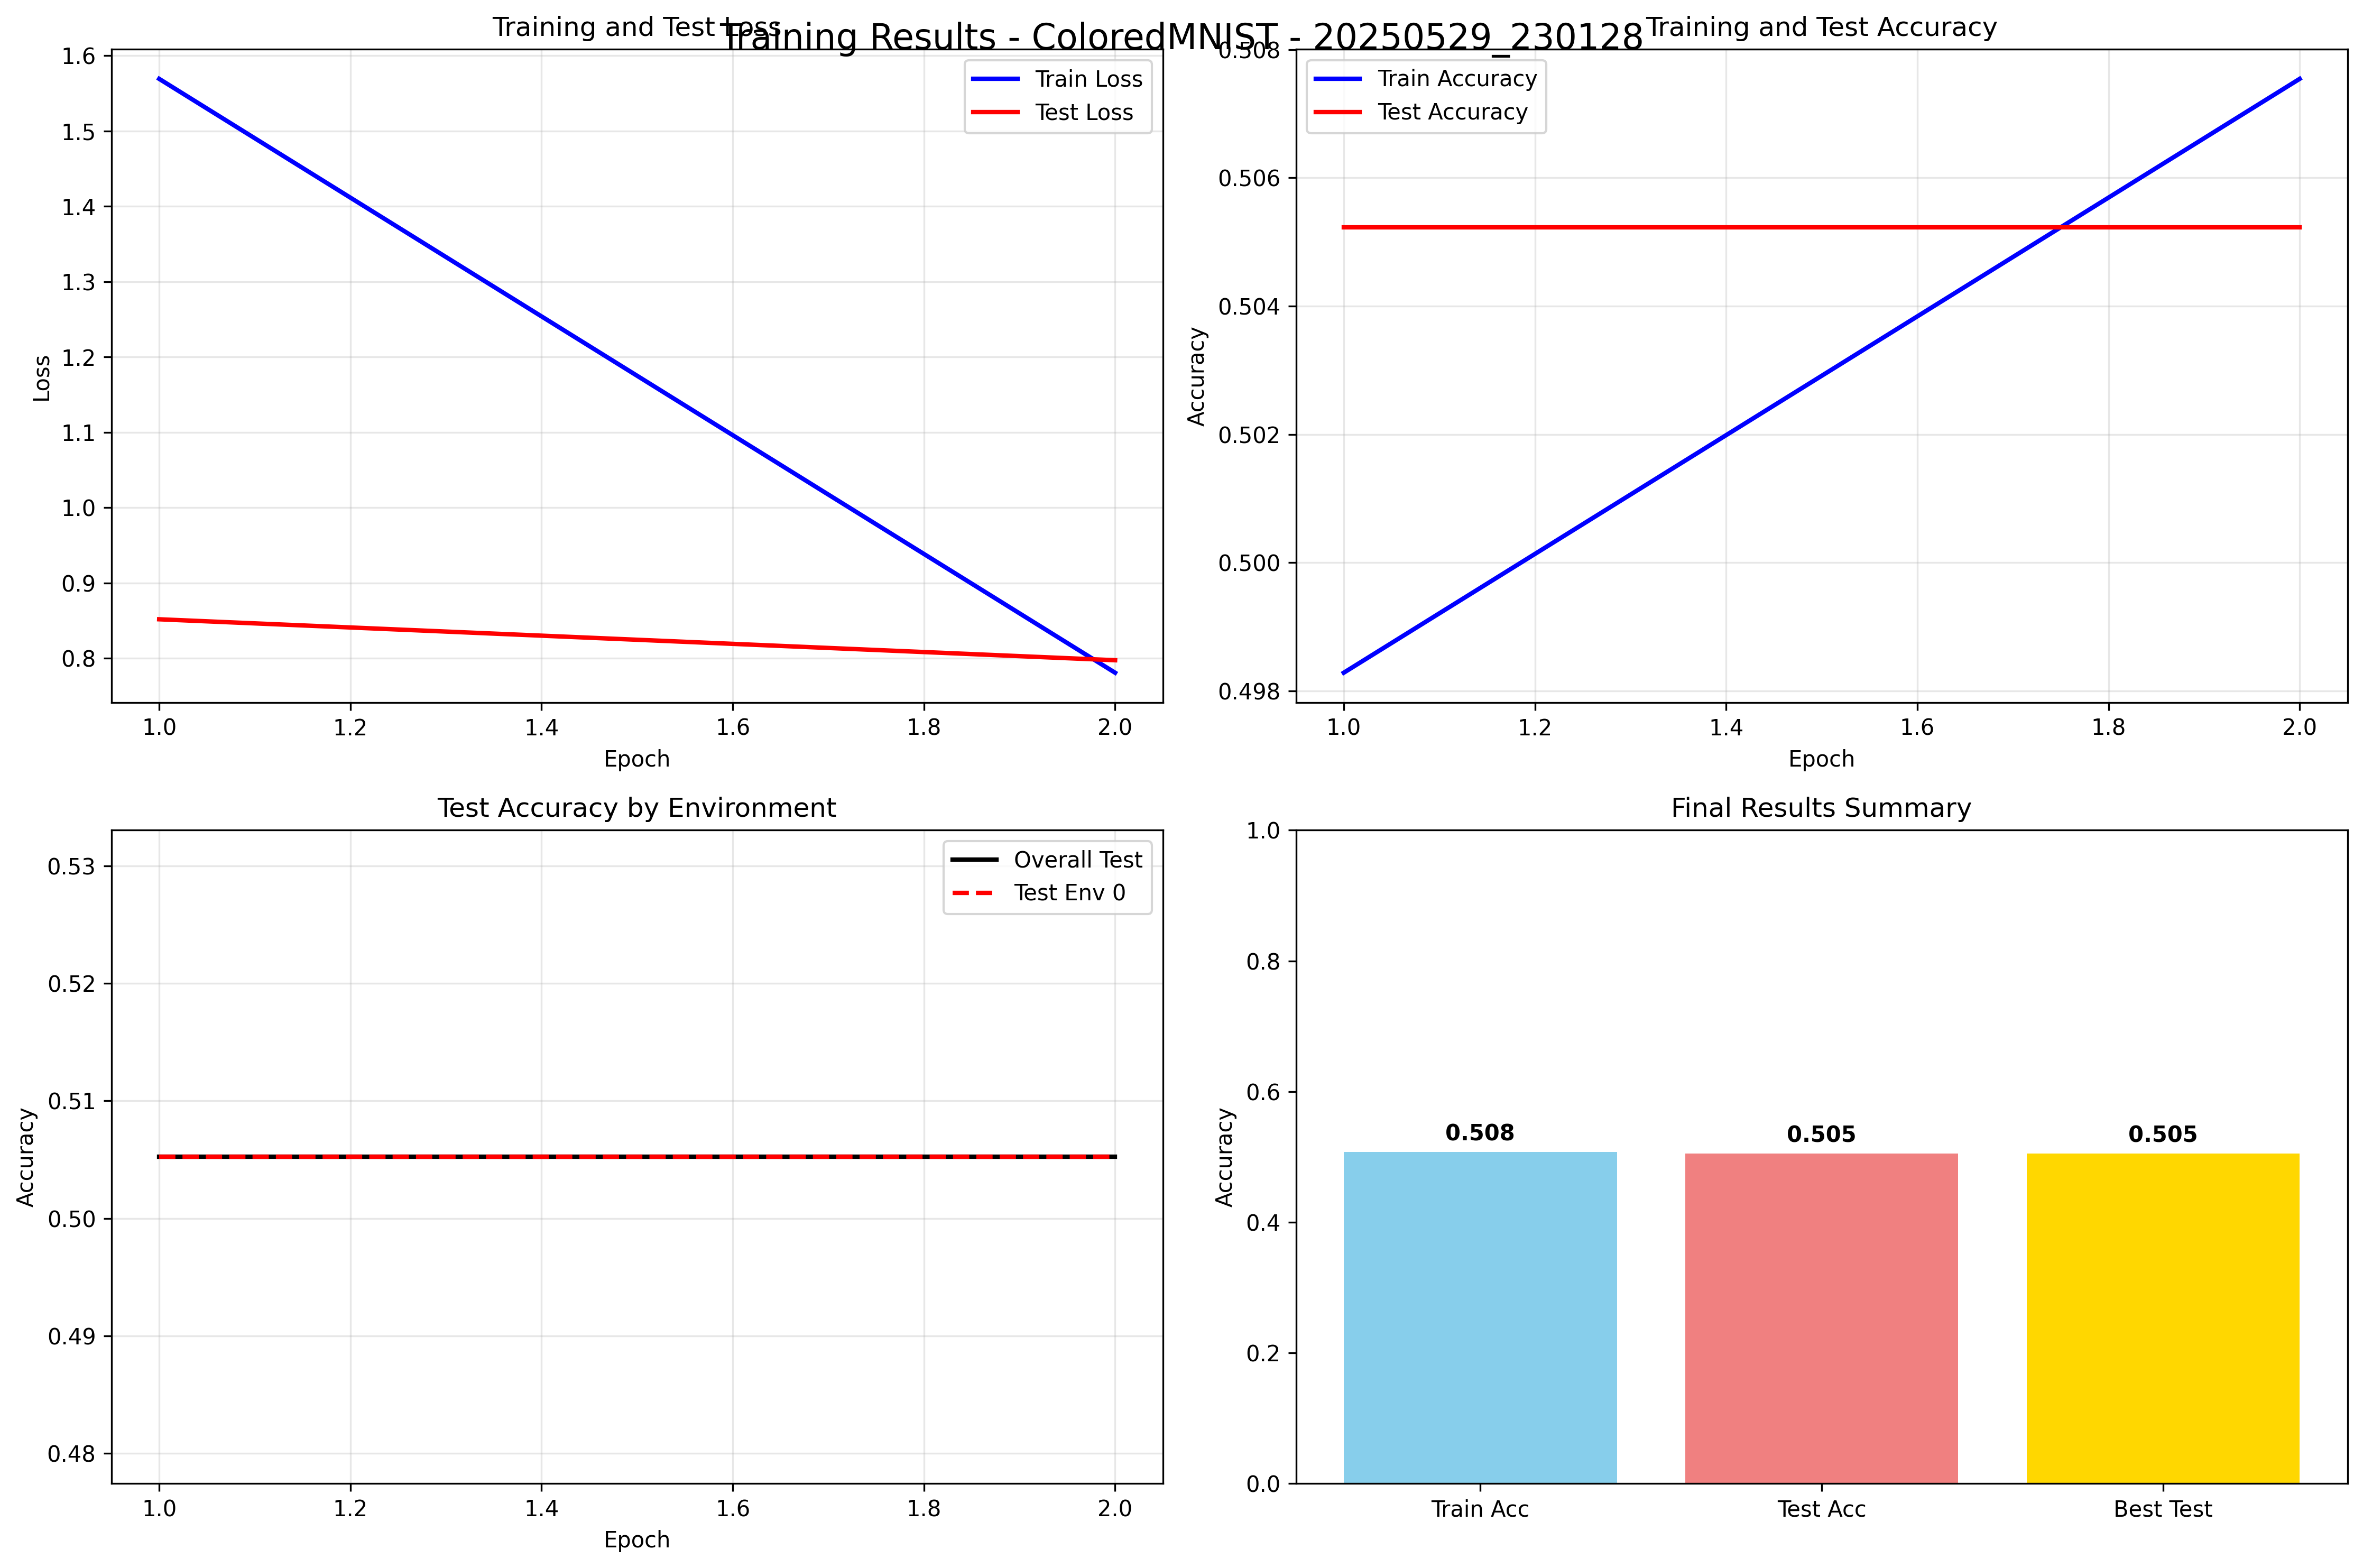 Training Results - ColoredMNIST - 20250529_230128
Training and Test Loss
1.6
1.5
1.4
1.3
1.2
1.1
1.0
0.9
0.8
Loss
Train Loss
Test Loss
1.0 1.2 1.4 1.6 1.8 2.0
Epoch
Training and Test Accuracy
0.508
0.506
0.504
0.502
0.500
0.498
Accuracy
Train Accuracy
Test Accuracy
1.0 1.2 1.4 1.6 1.8 2.0
Epoch
Test Accuracy by Environment
0.53
0.52
0.51
0.50
0.49
0.48
Accuracy
Overall Test
Test Env 0
1.0 1.2 1.4 1.6 1.8 2.0
Epoch
Final Results Summary
1.0
0.8
0.6
0.4
0.2
0.0
Accuracy
0.508 0.505 0.505
Train Acc Test Acc Best Test